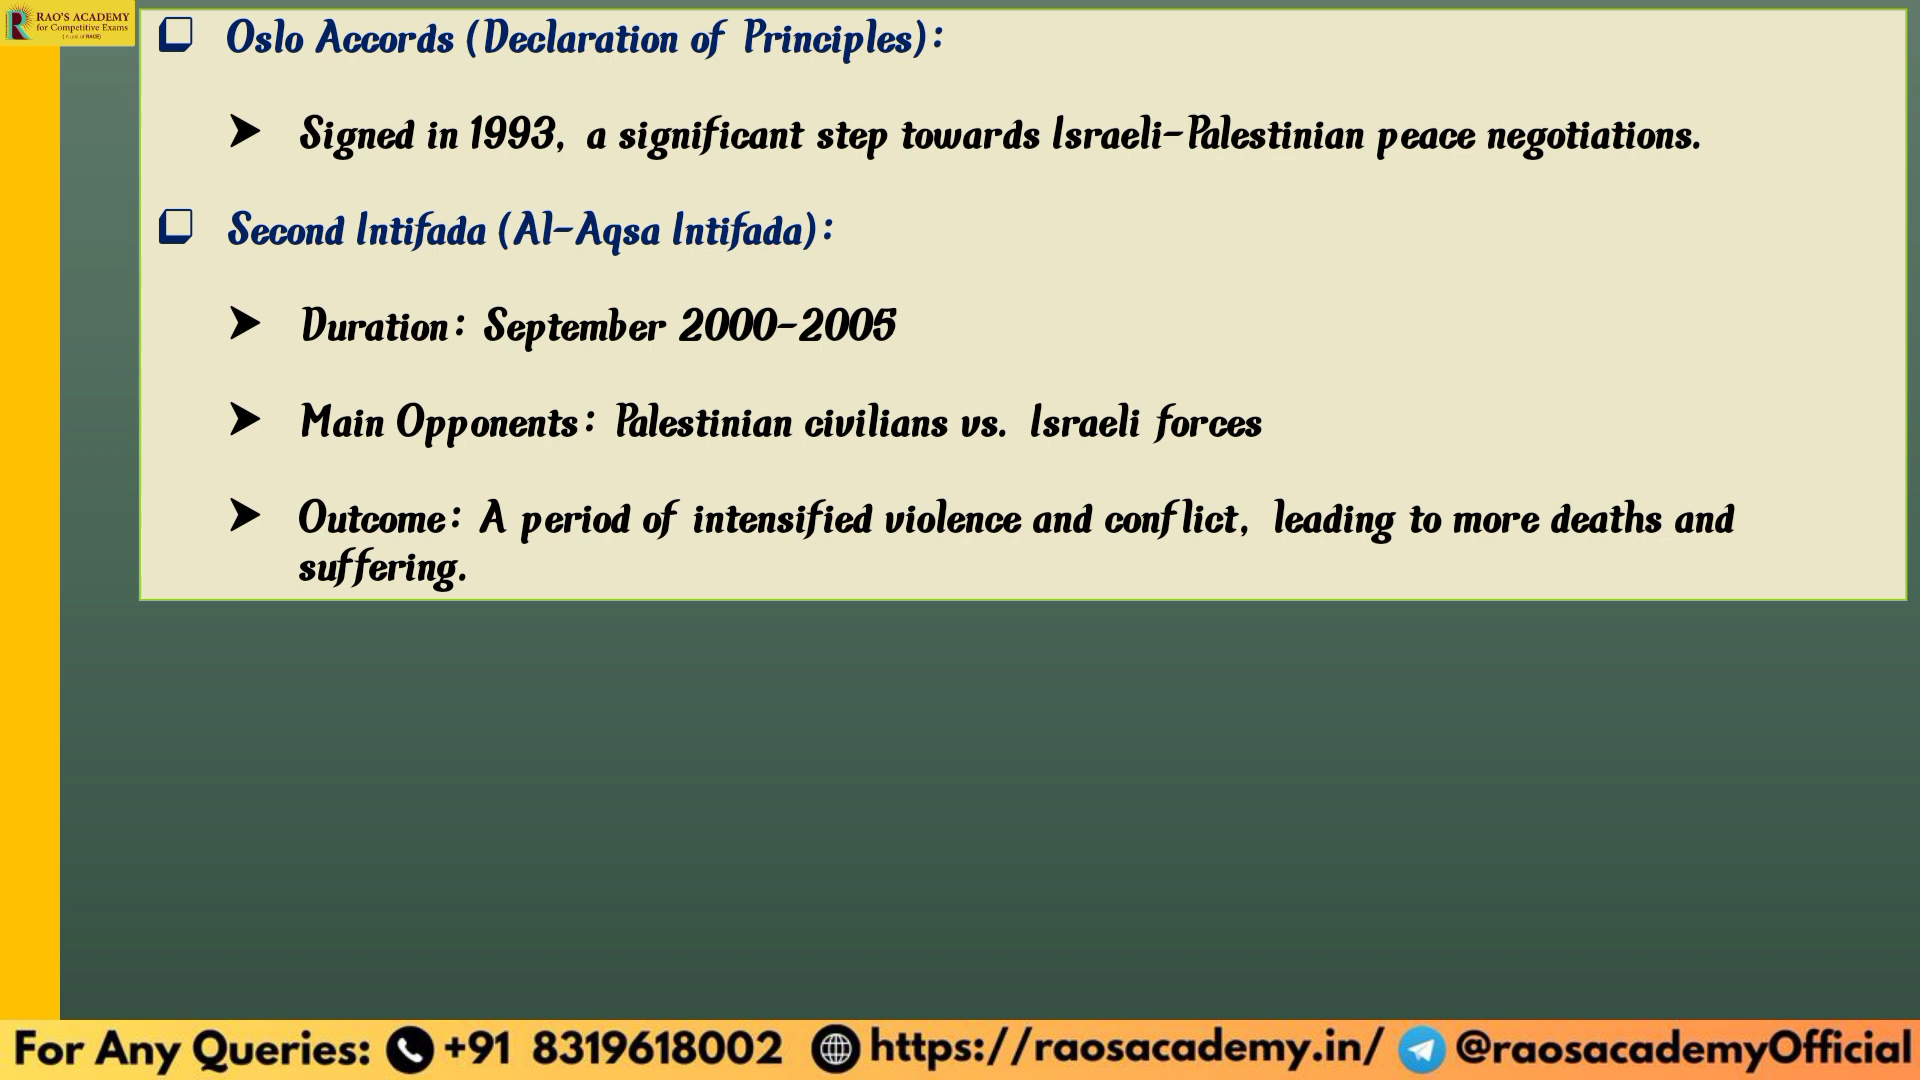 RAO'S ACADEMY
for Competitive Exams
(A unit of RACE)
Oslo Accords (Declaration of Principles):
Signed in 1993, a significant step towards Israeli-Palestinian peace negotiations.
Second Intifada (Al-Aqsa Intifada):
Duration: September 2000-2005
Main Opponents: Palestinian civilians vs. Israeli forces
Outcome: A period of intensified violence and conflict, leading to more deaths and
suffering.
For Any Queries: +91 8319618002 https://raosacademy.in/ @raosacademyOfficial